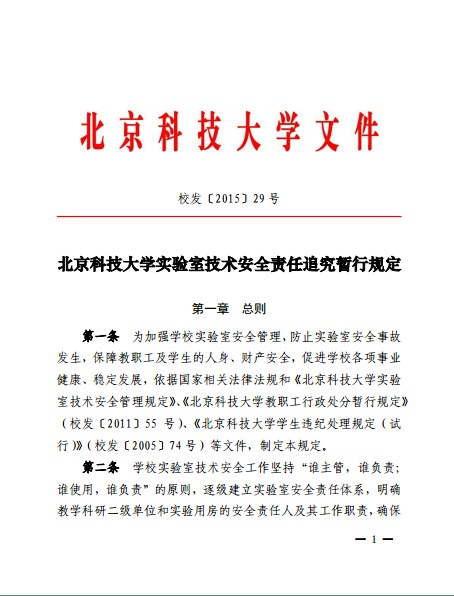 北京科技大学文件
校发〔2015〕29 号
北京科技大学实验室技术安全责任追究暂行规定
第一章 总则
第一条 为加强学校实验室安全管理,防止实验室安全事故
发生，保障教职工及学生的人身、财产安全，促进学校各项事业
健康、稳定发展，依据国家相关法律法规和《北京科技大学实验
室技术安全管理规定》、《北京科技大学教职工行政处分暂行规定》
（校发［2011］55 号）、《北京科技大学学生违纪处理规定（试
行）》（校发［2005］74 号）等文件，制定本规定。
第二条 学校实验室技术安全工作坚持“谁主管，谁负责;
谁使用，谁负责”的原则，逐级建立实验室安全责任体系，明确
教学科研二级单位和实验用房的安全责任人及其工作职责，确保
— 1 —